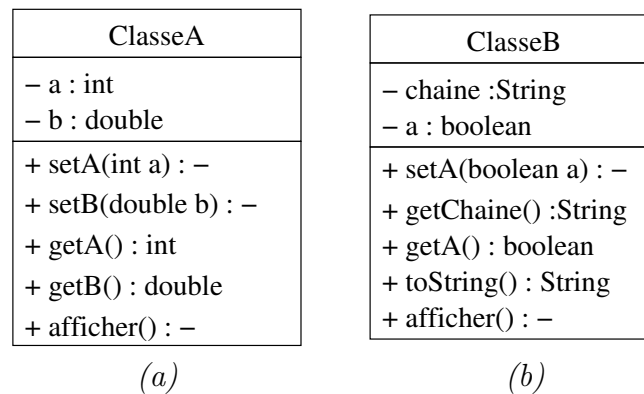 ClasseA
− a : int
− b : double
+ setA(int a) : −
+ setB(double b) : −
+ getA() : int
+ getB() : double
+ afficher() : −
(a)
ClasseB
− chaine :String
− a : boolean
+ setA(boolean a) : −
+ getChaine() :String
+ getA() : boolean
+ toString() : String
+ afficher() : −
(b)